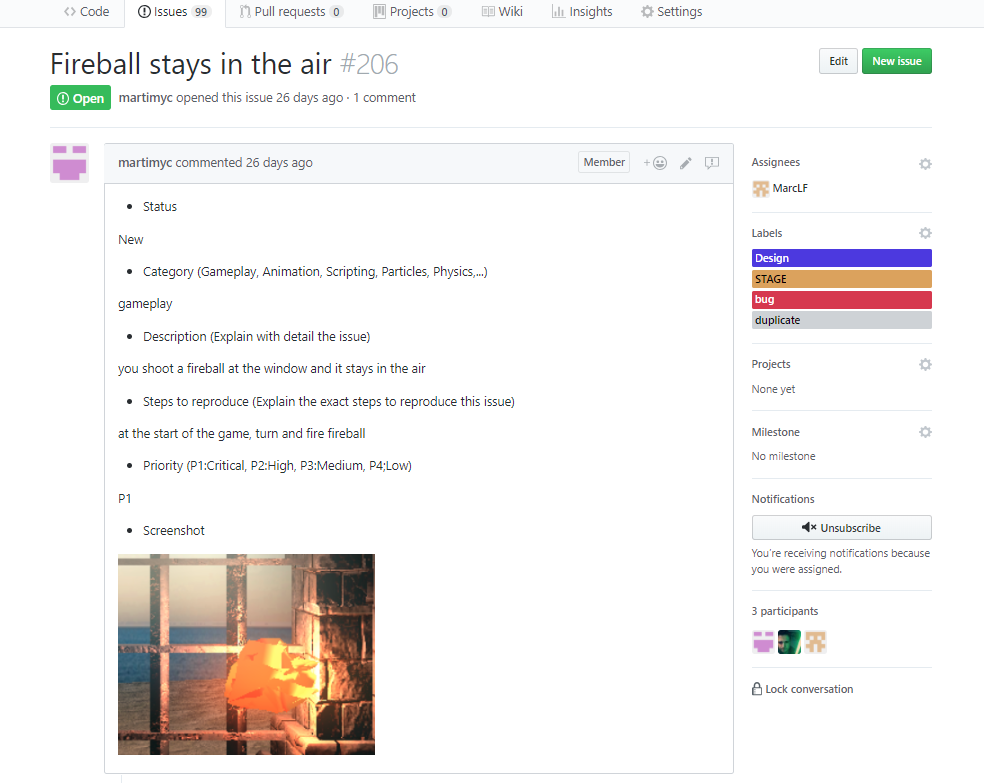 Code Issues 99 Pull requests 0 Projects 0 Wiki Insights Settings
Fireball stays in the air #206
Edit New issue
Open martimyc opened this issue 26 days ago · 1 comment
martimyc commented 26 days ago Member
• Status
New
• Category (Gameplay, Animation, Scripting, Particles, Physics,...)
gameplay
• Description (Explain with detail the issue)
you shoot a fireball at the window and it stays in the air
• Steps to reproduce (Explain the exact steps to reproduce this issue)
at the start of the game, turn and fire fireball
• Priority (P1:Critical, P2:High, P3:Medium, P4;Low)
P1
• Screenshot
Assignees
MarcLF
Labels
Design
STAGE
bug
duplicate
Projects
None yet
Milestone
No milestone
Notifications
Unsubscribe
You're receiving notifications because
you were assigned.
3 participants
Lock conversation